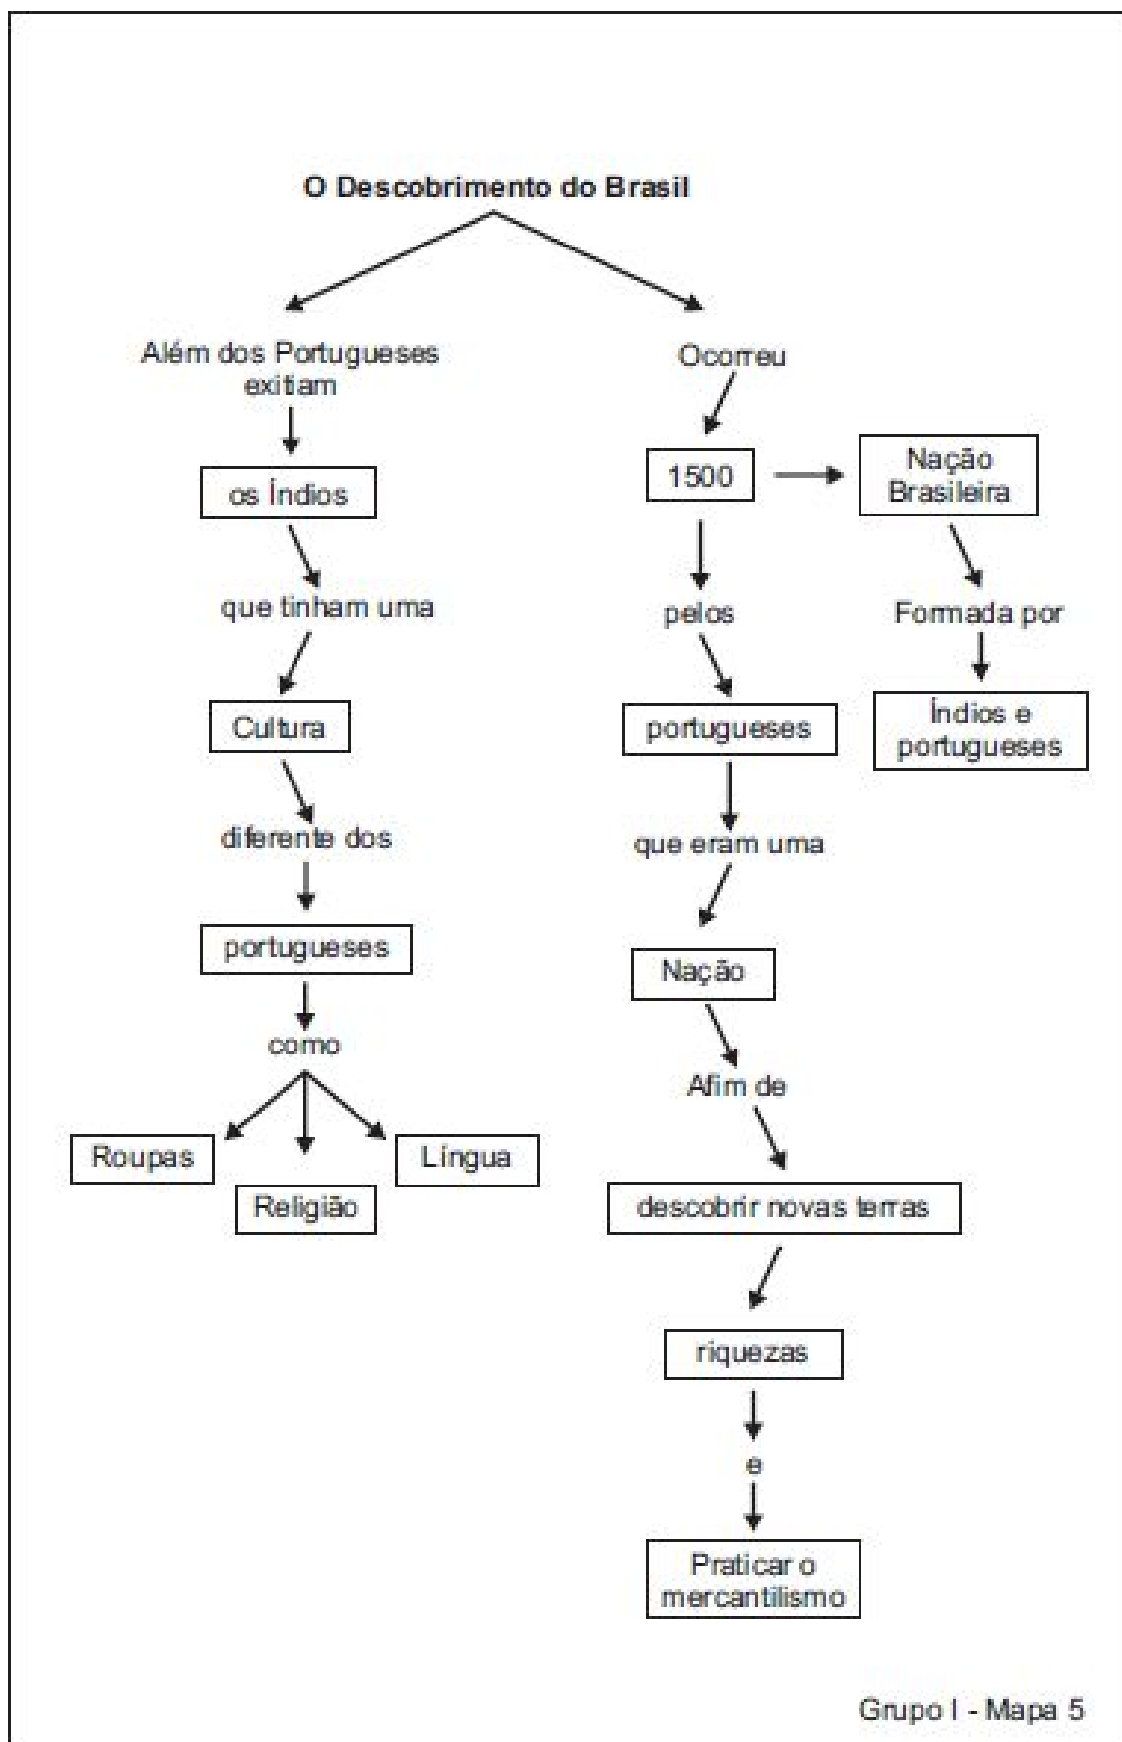 O Descobrimento do Brasil
Além dos Portugueses
exitiam
os Índios
que tinham uma
Cultura
diferente dos
portugueses
como
Roupas
Religião
Língua
Ocorreu
1500
Nação
Brasileira
Formada por
Índios e
portugueses
pelos
portugueses
que eram uma
Nação
Afim de
descobrir novas terras
riquezas
e
Praticar o
mercantilismo
Grupo I - Mapa 5